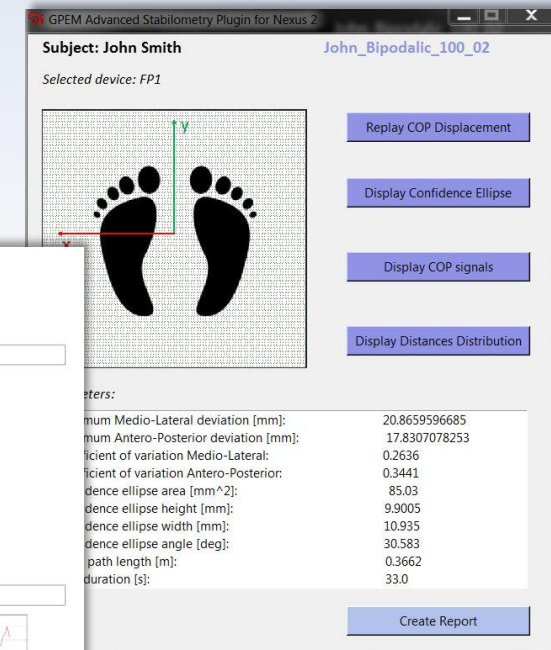 GPEM Advanced Stabilometry Plugin for Nexus 2
Subject: John Smith John_Bipodalic_100_02
Selected device: FP1
y
x
Replay COP Displacement
Display Confidence Ellipse
Display COP signals
Display Distances Distribution
eters:
mum Medio-Lateral deviation [mm]: 20.8659596685
mum Antero-Posterior deviation [mm]: 17.8307078253
ficient of variation Medio-Lateral: 0.2636
ficient of variation Antero-Posterior: 0.3441
dence ellipse area [mm^2]: 85.03
dence ellipse height [mm]: 9.9005
dence ellipse width [mm]: 10.935
dence ellipse angle [deg]: 30.583
path length [m]: 0.3662
duration [s]: 33.0
Create Report